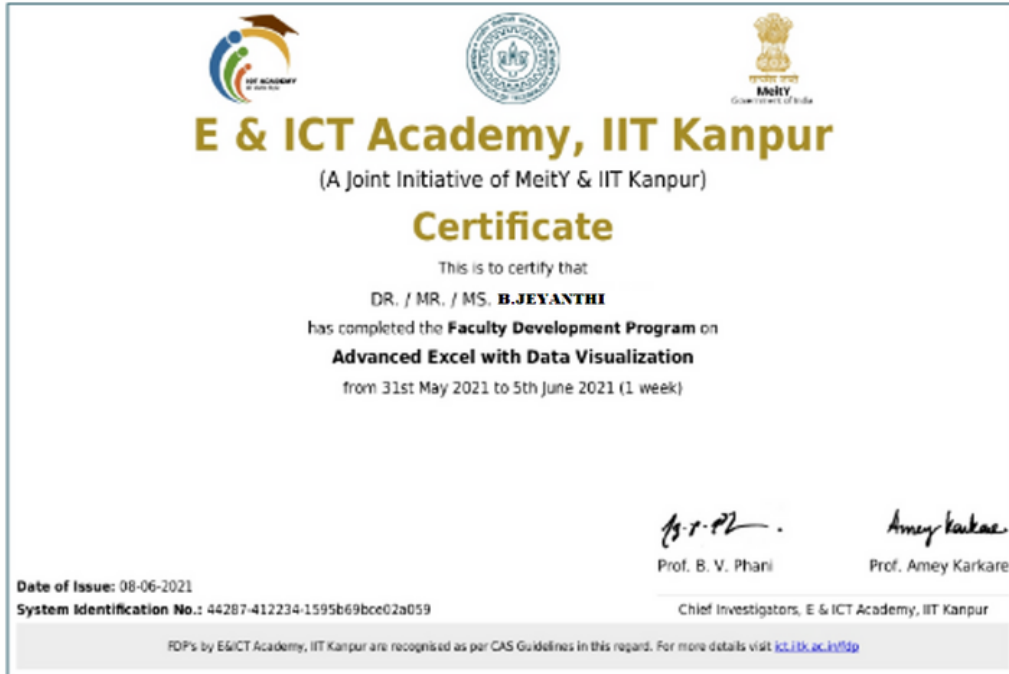 ICT ACADEMY
MeitY
Government of India
E & ICT Academy, IIT Kanpur
(A Joint Initiative of MeitY & IIT Kanpur)
Certificate
This is to certify that
DR. / MR. / MS. B.JEYANTHI
has completed the Faculty Development Program on
Advanced Excel with Data Visualization
from 31st May 2021 to 5th June 2021 (1 week)
Prof. B. V. Phani
Amey Karkare
Prof. Amey Karkare
Date of Issue: 08-06-2021
System Identification No.: 44287-412234-1595b69bce02a059
Chief Investigators, E & ICT Academy, IIT Kanpur
FDP's by E&ICT Academy, IIT Kanpur are recognised as per CAS Guidelines in this regard. For more details visit ict.iitk.ac.in/fdp